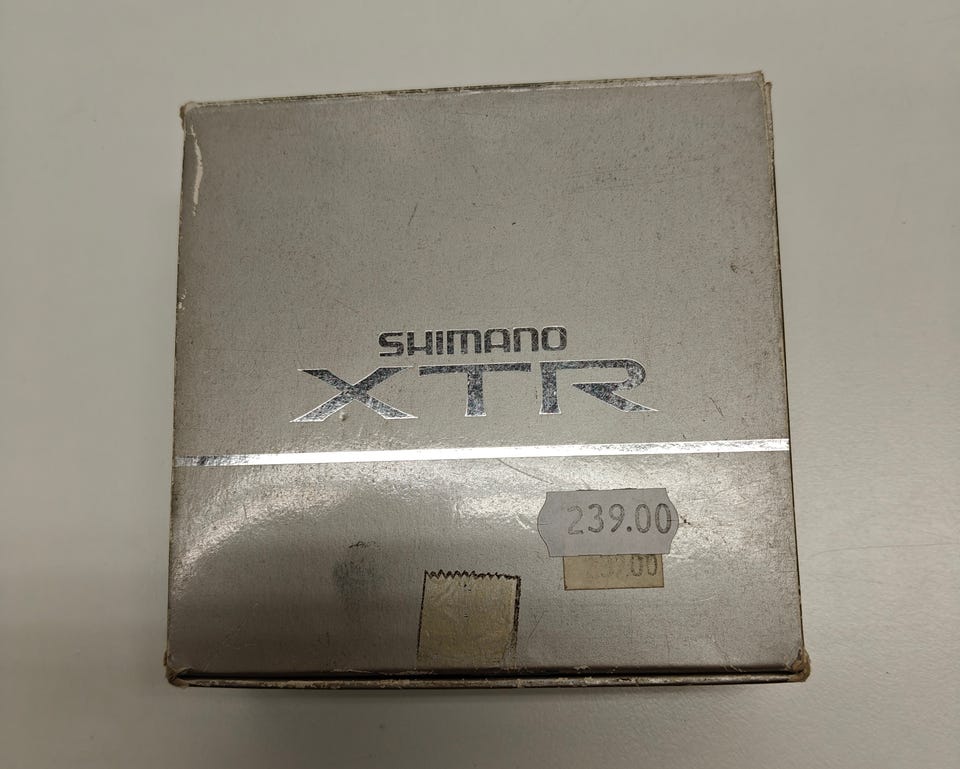 SHIMANO
XTR
239.00